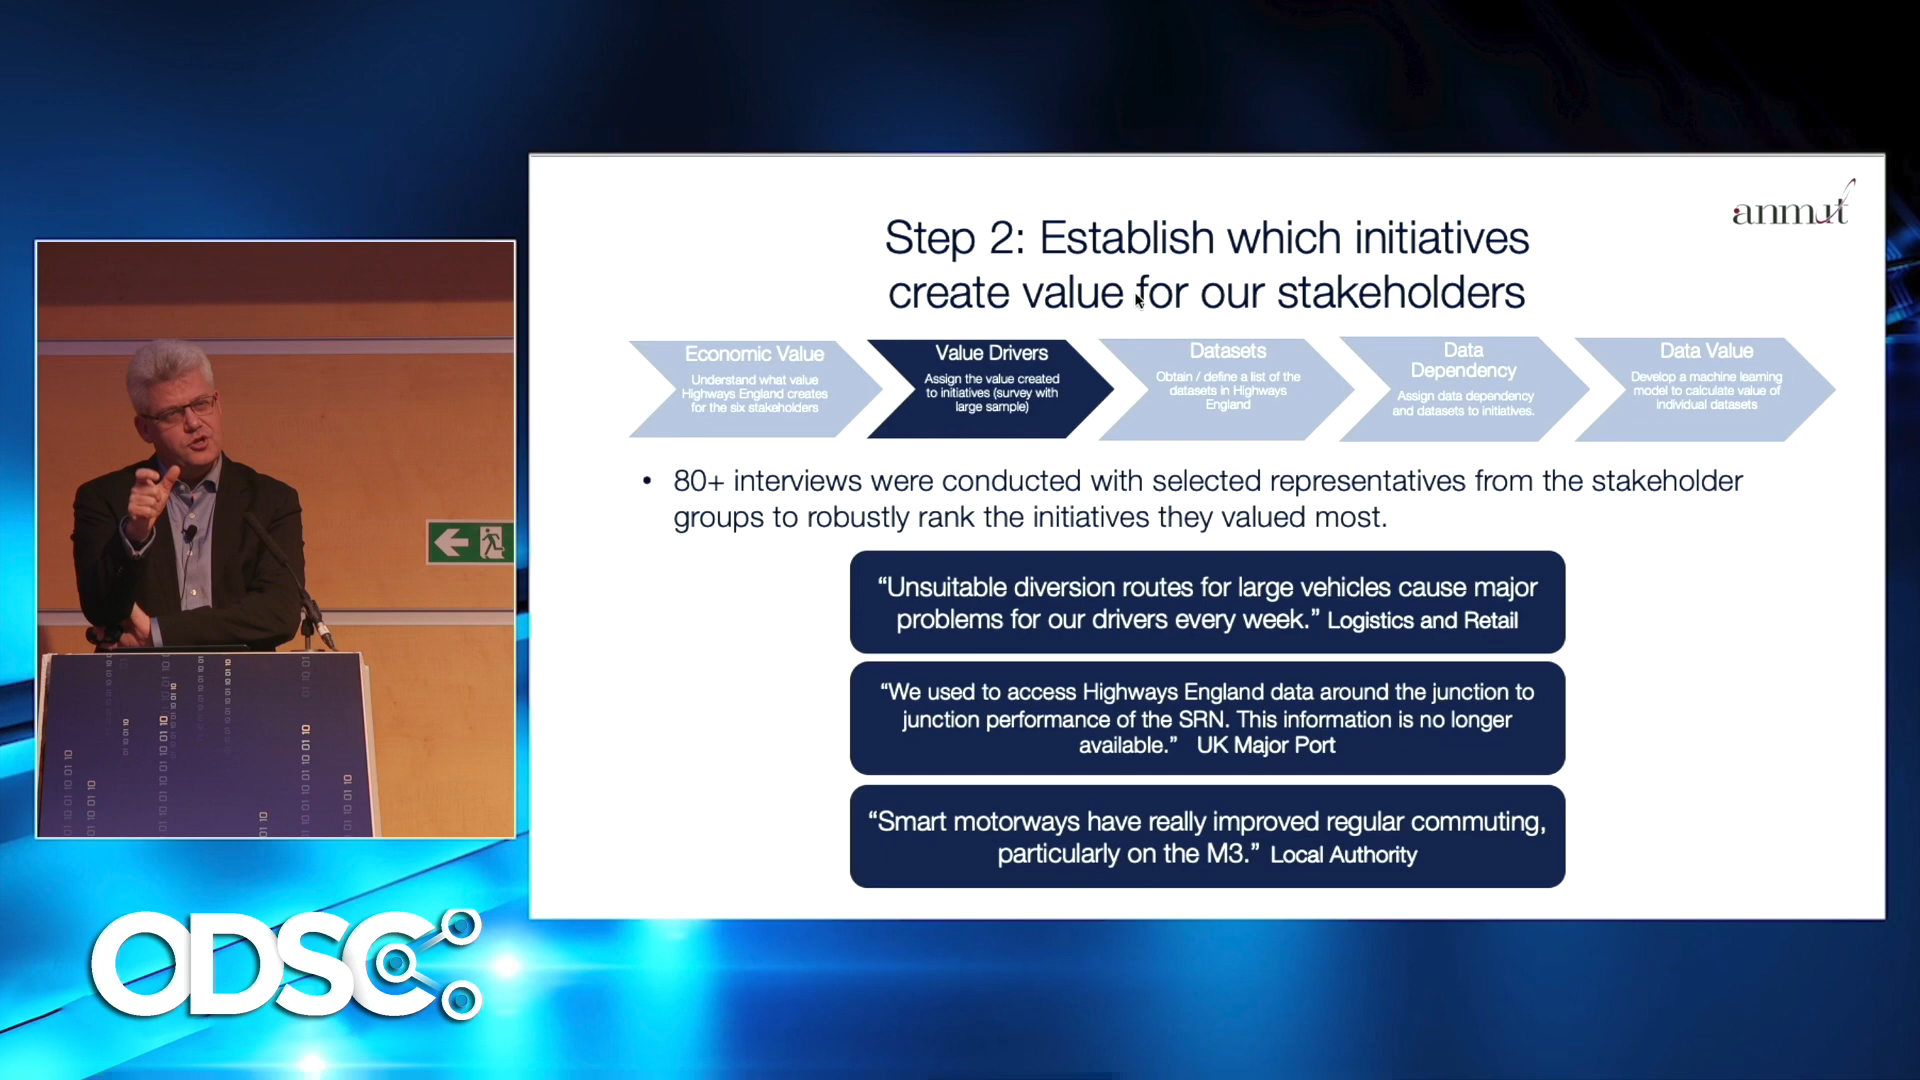 anmut
Step 2: Establish which initiatives
create value for our stakeholders
Economic Value
Understand what value
Highways England creates
for the six stakeholders
Value Drivers
Assign the value created
to initiatives (survey with
large sample)
Datasets
Obtain / define a list of the
datasets in Highways
England
Data
Dependency
Assign data dependency
and datasets to initiatives.
Data Value
Develop a machine learning
model to calculate value of
individual datasets
• 80+ interviews were conducted with selected representatives from the stakeholder
groups to robustly rank the initiatives they valued most.
“Unsuitable diversion routes for large vehicles cause major
problems for our drivers every week.” Logistics and Retail
“We used to access Highways England data around the junction to
junction performance of the SRN. This information is no longer
available.” UK Major Port
“Smart motorways have really improved regular commuting,
particularly on the M3.” Local Authority
ODSC